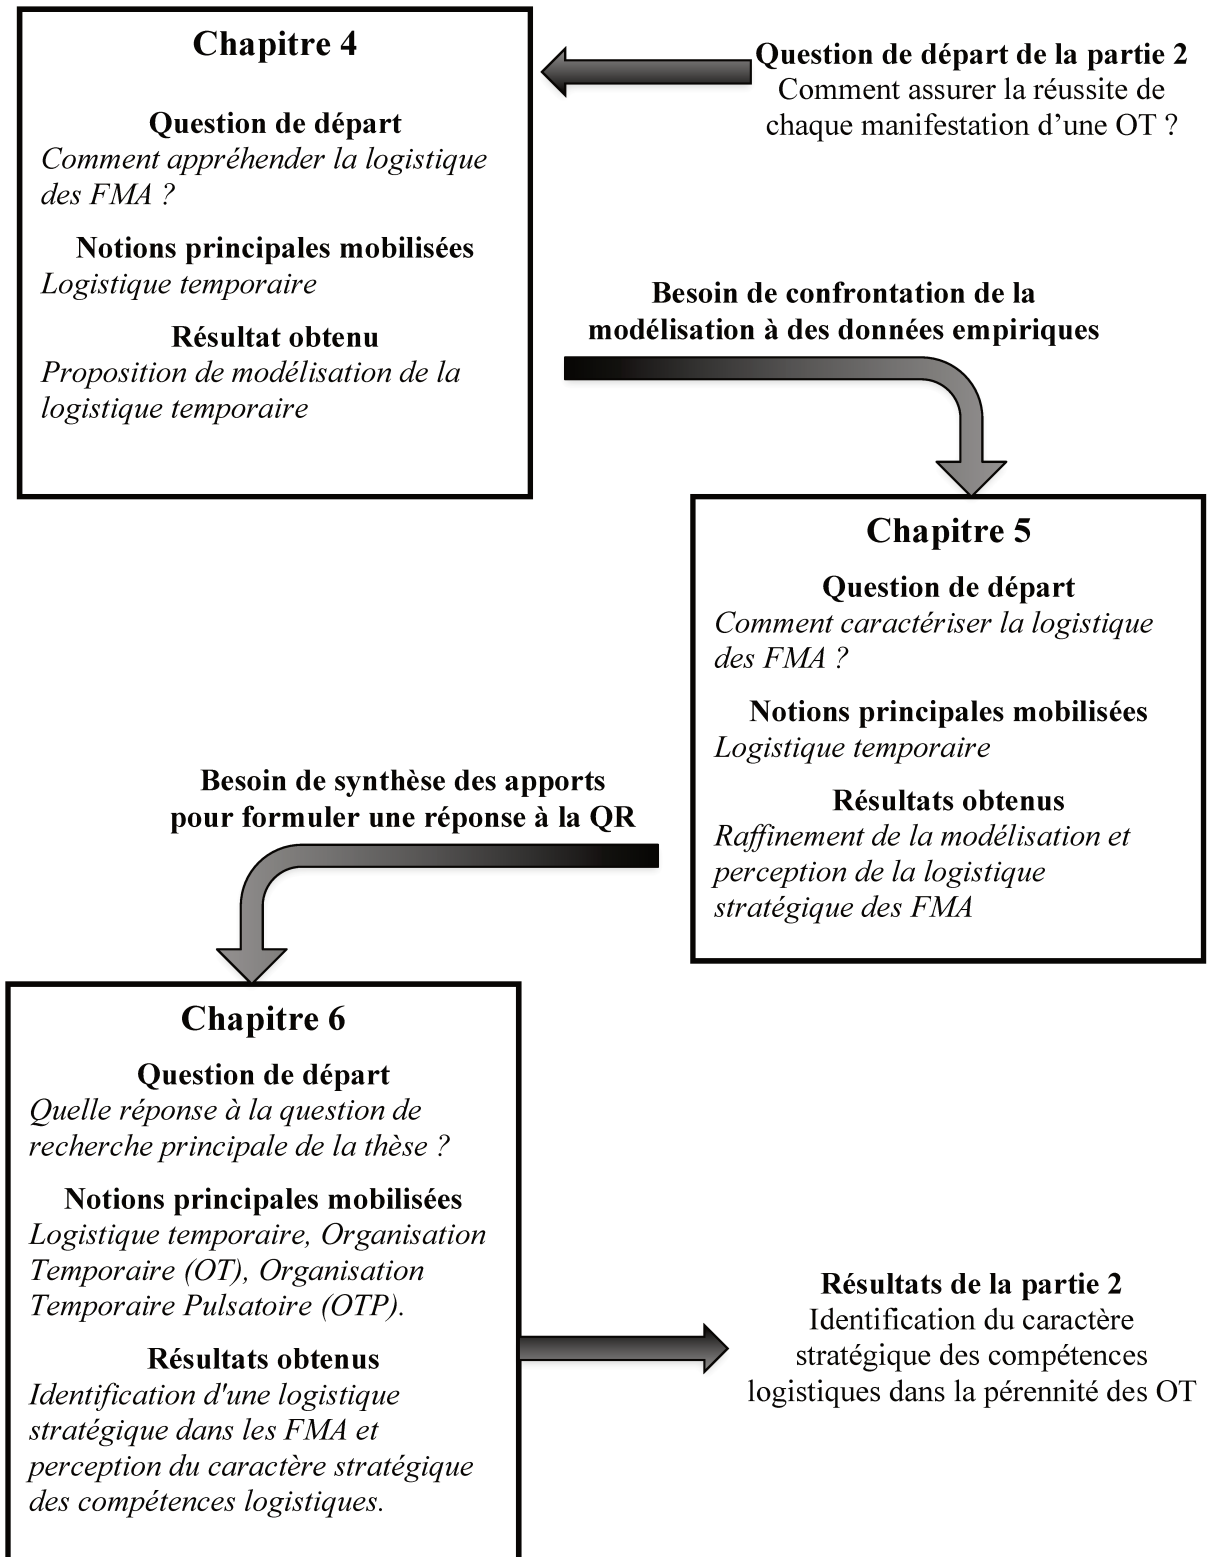 Chapitre 4
Question de départ
Comment appréhender la logistique
des FMA ?
Notions principales mobilisées
Logistique temporaire
Résultat obtenu
Proposition de modélisation de la
logistique temporaire
Question de départ de la partie 2
Comment assurer la réussite de
chaque manifestation d’une OT ?
Besoin de confrontation de la
modélisation à des données empiriques
Chapitre 5
Question de départ
Comment caractériser la logistique
des FMA ?
Notions principales mobilisées
Logistique temporaire
Résultats obtenus
Raffinement de la modélisation et
perception de la logistique
stratégique des FMA
Besoin de synthèse des apports
pour formuler une réponse à la QR
Chapitre 6
Question de départ
Quelle réponse à la question de
recherche principale de la thèse ?
Notions principales mobilisées
Logistique temporaire, Organisation
Temporaire (OT), Organisation
Temporaire Pulsatoire (OTP).
Résultats obtenus
Identification d'une logistique
stratégique dans les FMA et
perception du caractère stratégique
des compétences logistiques.
Résultats de la partie 2
Identification du caractère
stratégique des compétences
logistiques dans la pérennité des OT